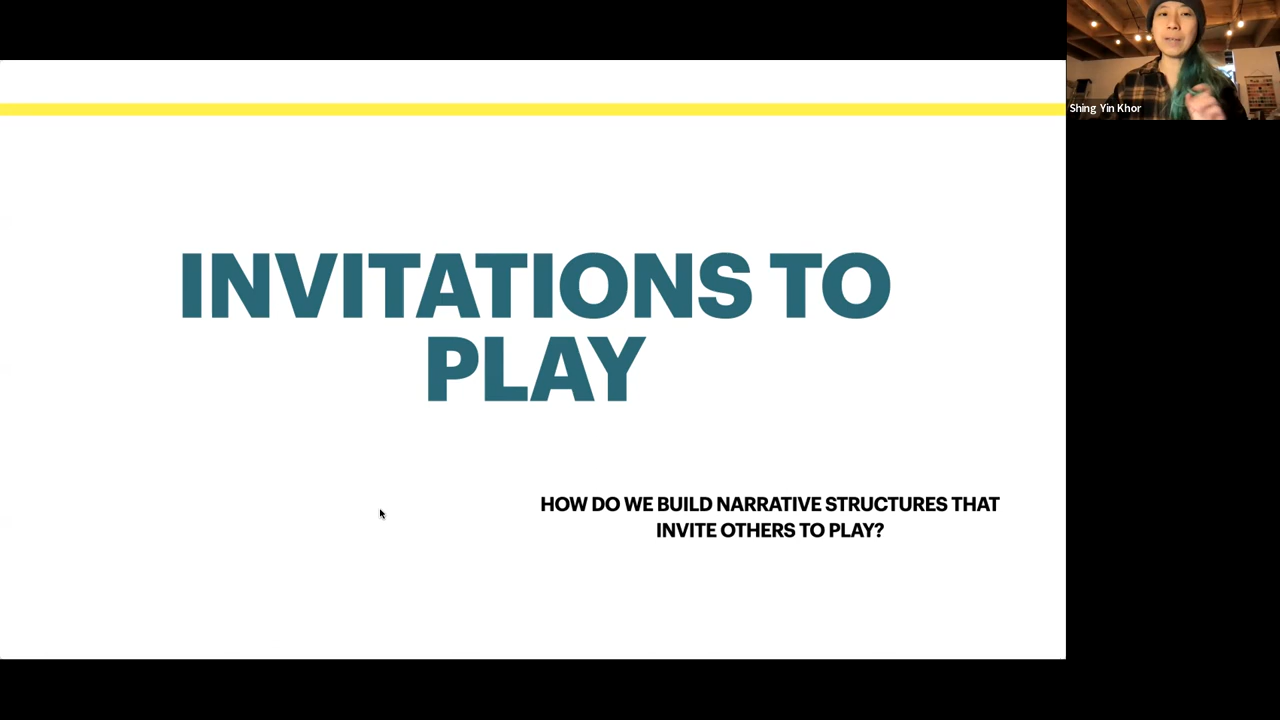 INVITATIONS TO
PLAY
HOW DO WE BUILD NARRATIVE STRUCTURES THAT
INVITE OTHERS TO PLAY?
Shing Yin Khor